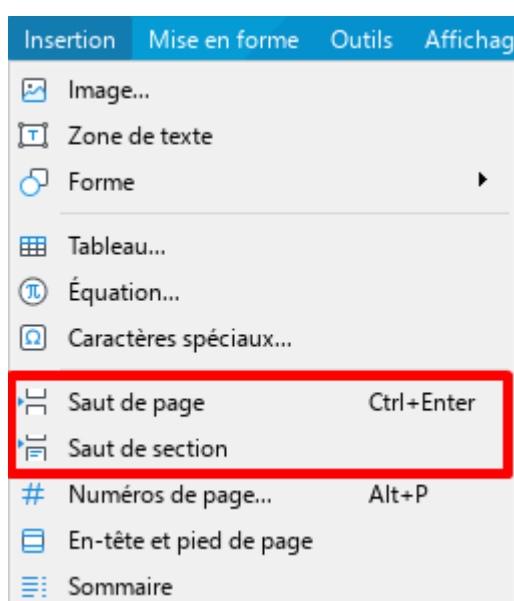 Insertion Mise en forme Outils Affichag
Image...
Zone de texte
Forme
Tableau...
Équation...
Caractères spéciaux...
Saut de page Ctrl+Enter
Saut de section
Numéros de page... Alt+P
En-tête et pied de page
Sommaire